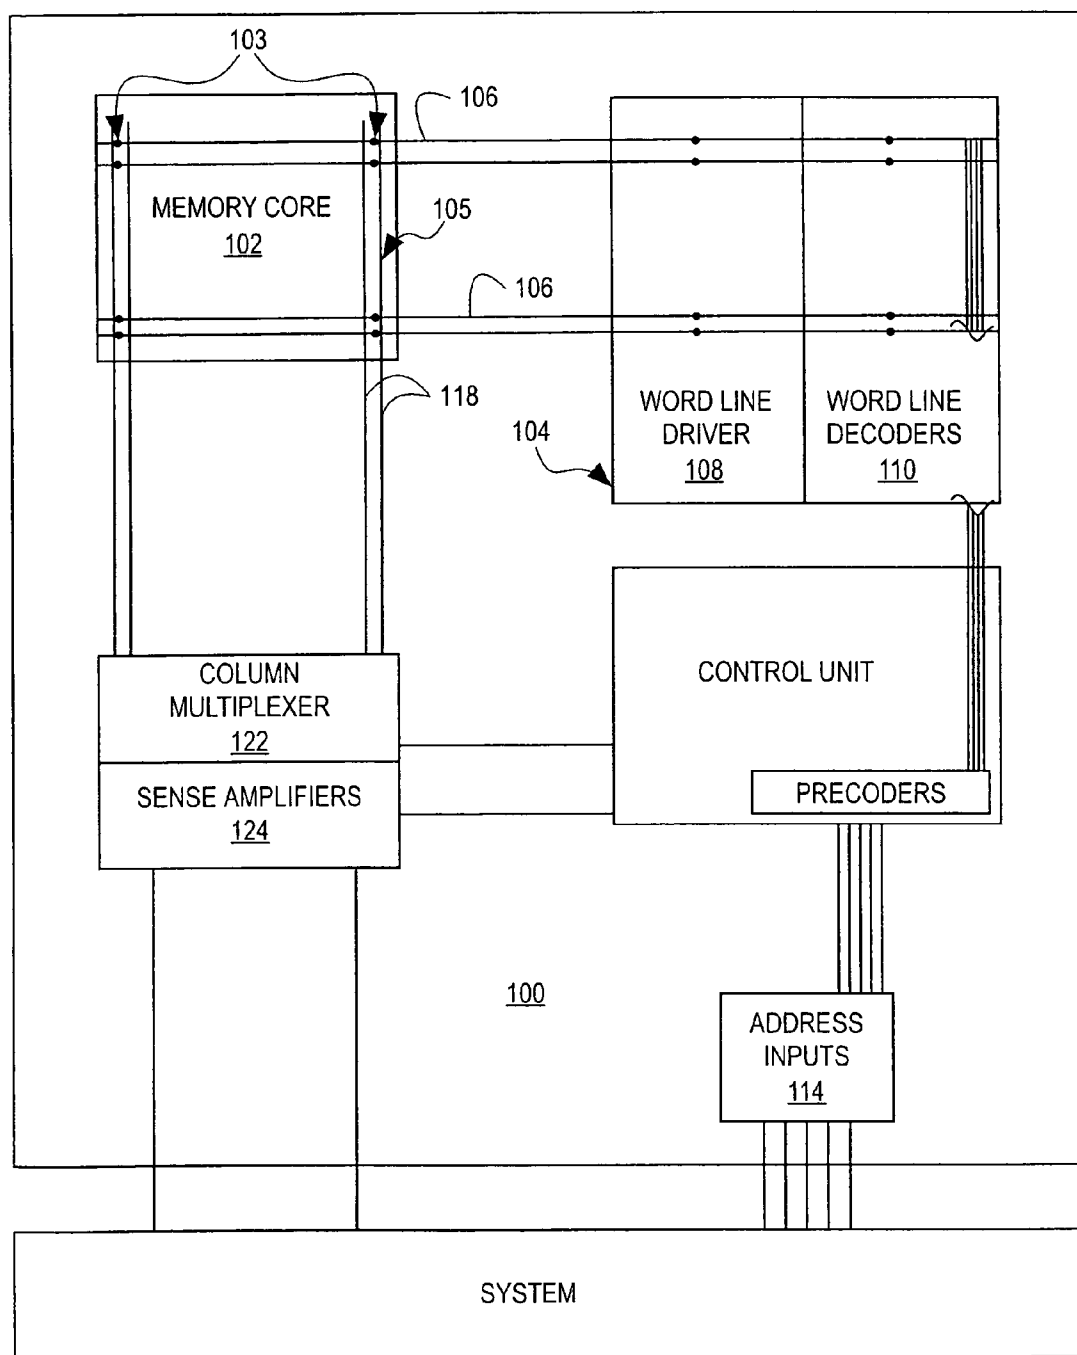 103
106
MEMORY CORE
102
105
106
118
WORD LINE
DRIVER
108
WORD LINE
DECODERS
110
104
COLUMN
MULTIPLEXER
122
SENSE AMPLIFIERS
124
CONTROL UNIT
PRECODERS
100
ADDRESS
INPUTS
114
SYSTEM